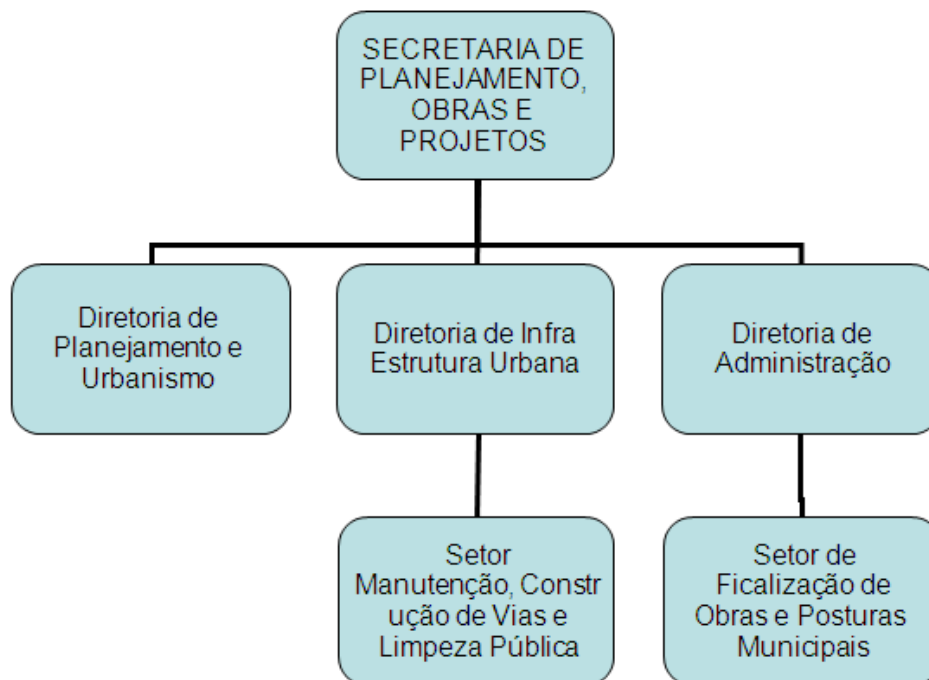 SECRETARIA DE
PLANEJAMENTO,
OBRAS E
PROJETOS
Diretoria de
Planejamento e
Urbanismo
Diretoria de Infra
Estrutura Urbana
Diretoria de
Administração
Setor
Manutenção, Constr
ução de Vias e
Limpeza Pública
Setor de
Ficalização de
Obras e Posturas
Municipais